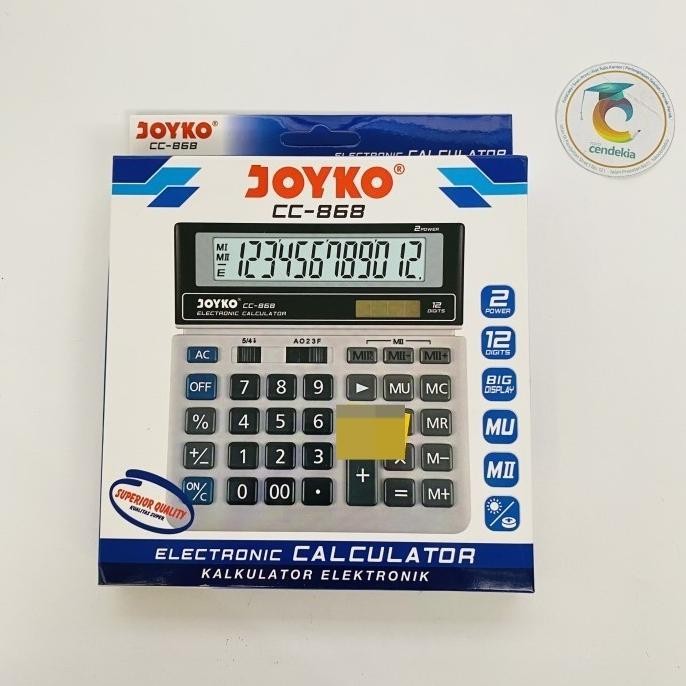 JOYKO
CC-868
ELECTRONIC CALCULATOR
JOYKO®
CC-868
2 POWER
MI
MII
–
E
123456789012.
JOYKO CC-868
ELECTRONIC CALCULATOR
12 DIGITS
5/4
A023F
MII
AC
MIIR
MII-
MII+
OFF
7 8 9
▶
MU
MC
%
4 5 6
MR
+/−
1 2 3
×
M−
ON/C
0 00 •
+
=
M+
2 POWER
12 DIGITS
BIG DISPLAY
MU
MII
SUPERIOR QUALITY
KUALITAS SUPER
ELECTRONIC CALCULATOR
KALKULATOR ELEKTRONIK
cendekia